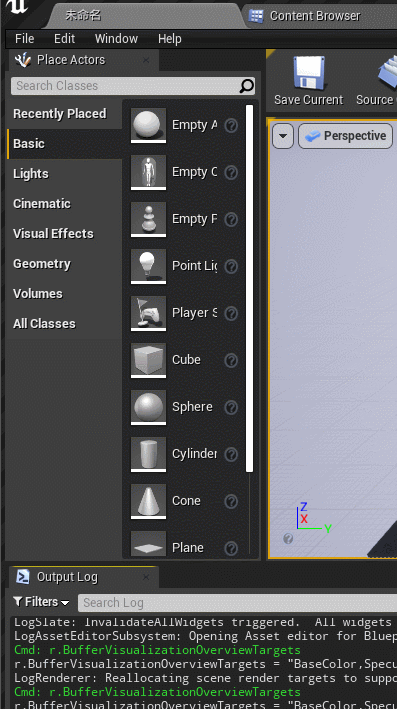 未命名
Content Browser
File Edit Window Help
Place Actors
Search Classes
Save Current
Source
Recently Placed
Basic
Lights
Cinematic
Visual Effects
Geometry
Volumes
All Classes
Empty A
Empty C
Empty P
Point Lig
Player S
Cube
Sphere
Cylinder
Cone
Plane
Perspective
Z
X
Y
Output Log
Filters
Search Log
LogSlate: InvalidateAllWidgets triggered.  All widgets
LogAssetEditorSubsystem: Opening Asset editor for Bluep
Cmd: r.BufferVisualizationOverviewTargets
r.BufferVisualizationOverviewTargets = "BaseColor,Specu
LogRenderer: Reallocating scene render targets to suppo
Cmd: r.BufferVisualizationOverviewTargets
r.BufferVisualizationOverviewTargets = "BaseColor,Specu